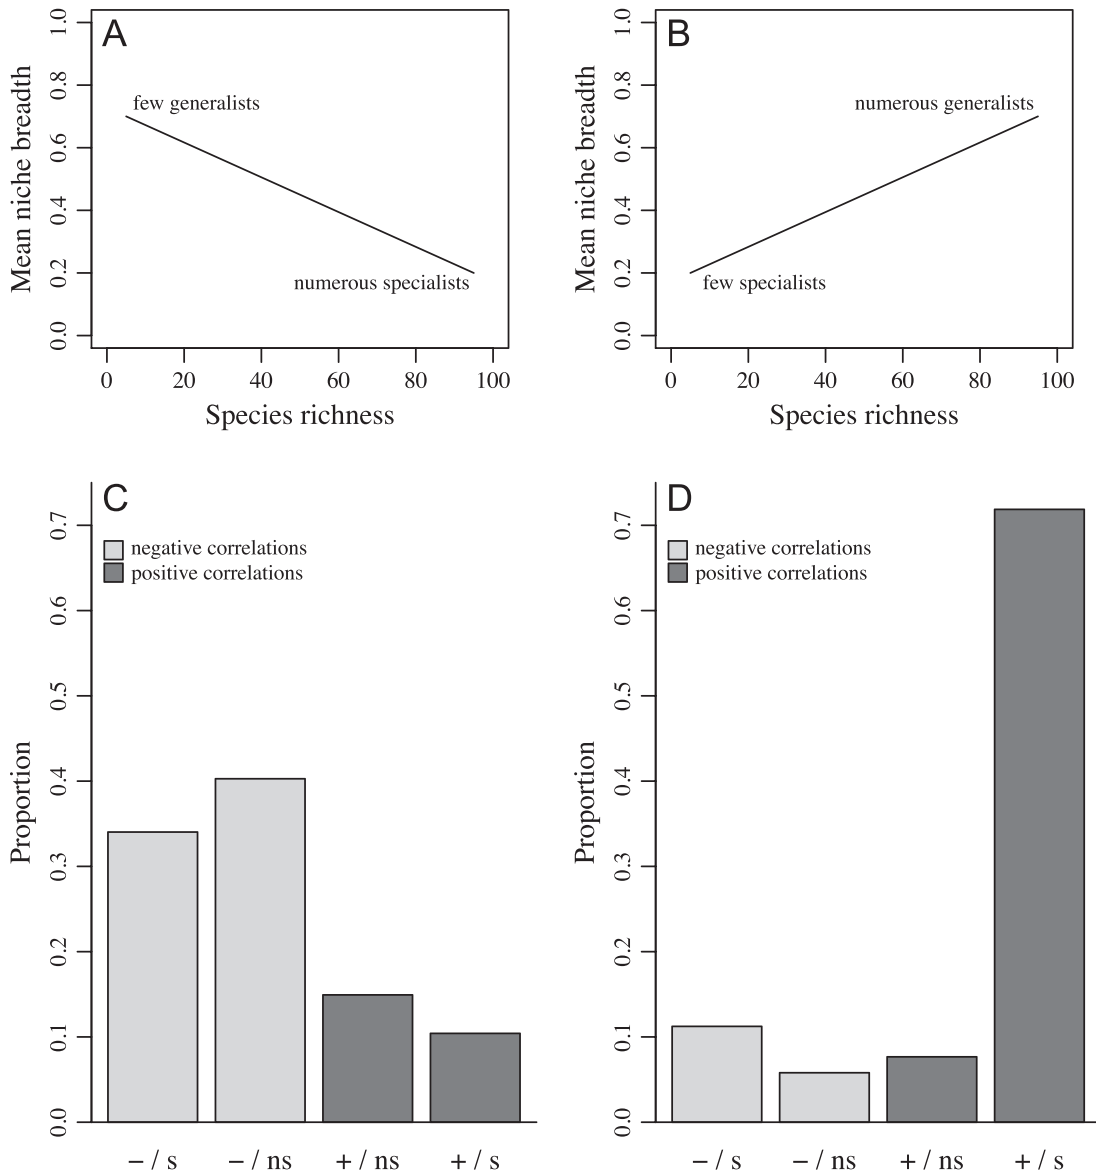 A
few generalists
numerous specialists
Mean niche breadth
0.0 0.2 0.4 0.6 0.8 1.0
0 20 40 60 80 100
Species richness
B
numerous generalists
few specialists
Mean niche breadth
0.0 0.2 0.4 0.6 0.8 1.0
0 20 40 60 80 100
Species richness
C
negative correlations
positive correlations
Proportion
0.0 0.1 0.2 0.3 0.4 0.5 0.6 0.7
− / s − / ns + / ns + / s
D
negative correlations
positive correlations
Proportion
0.0 0.1 0.2 0.3 0.4 0.5 0.6 0.7
− / s − / ns + / ns + / s